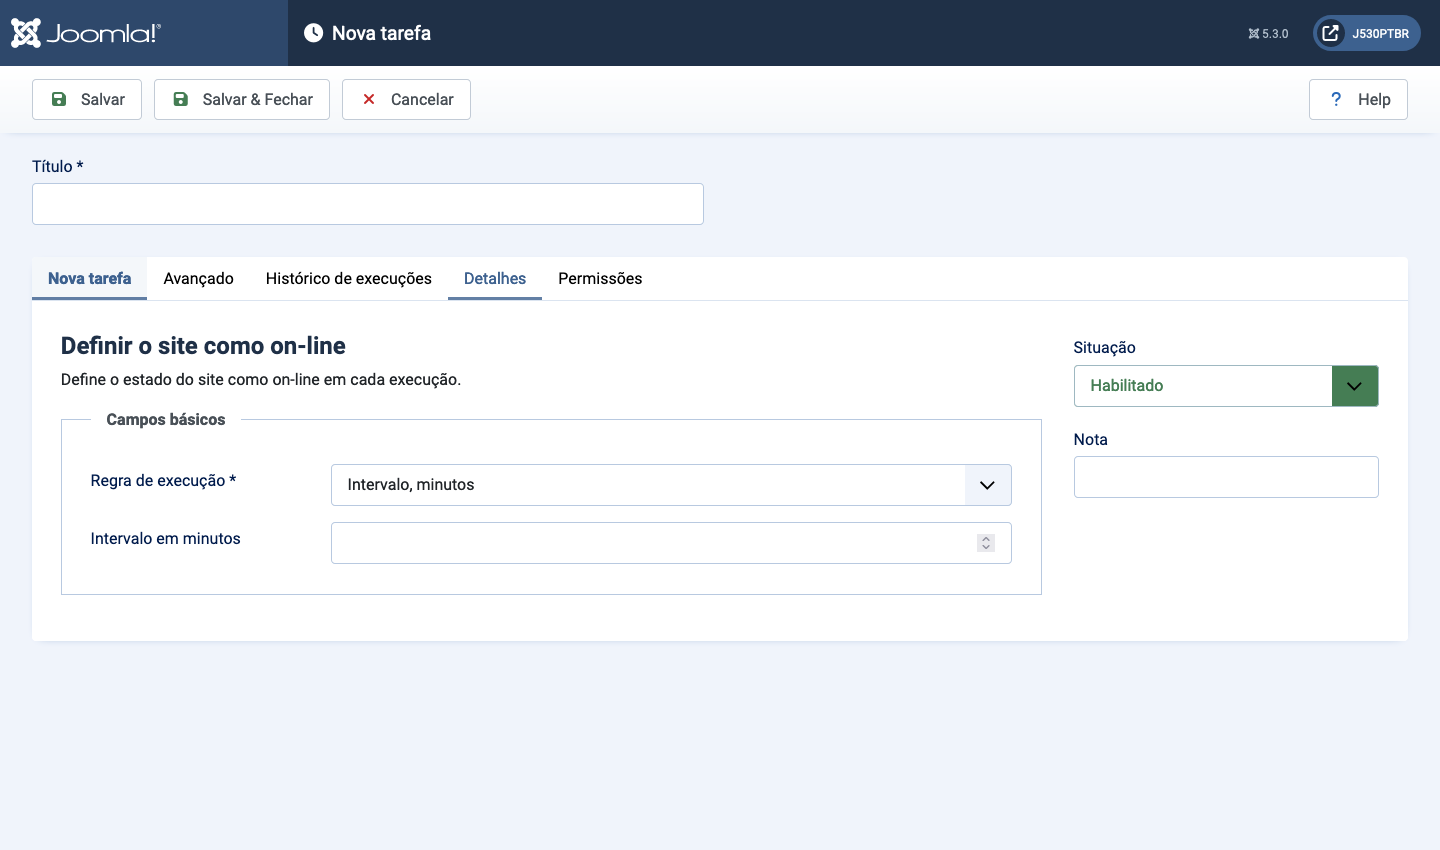 Joomla!®
Nova tarefa
5.3.0
J530PTBR
Salvar
Salvar & Fechar
Cancelar
? Help
Título *
Nova tarefa
Avançado
Histórico de execuções
Detalhes
Permissões
Definir o site como on-line
Define o estado do site como on-line em cada execução.
Campos básicos
Regra de execução *
Intervalo, minutos
Intervalo em minutos
Situação
Habilitado
Nota